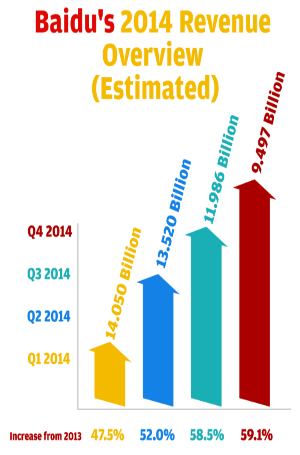 Baidu's 2014 Revenue
Overview
(Estimated)
14.050 Billion
13.520 Billion
11.986 Billion
9.497 Billion
Q4 2014
Q3 2014
Q2 2014
Q1 2014
Increase from 2013 47.5% 52.0% 58.5% 59.1%